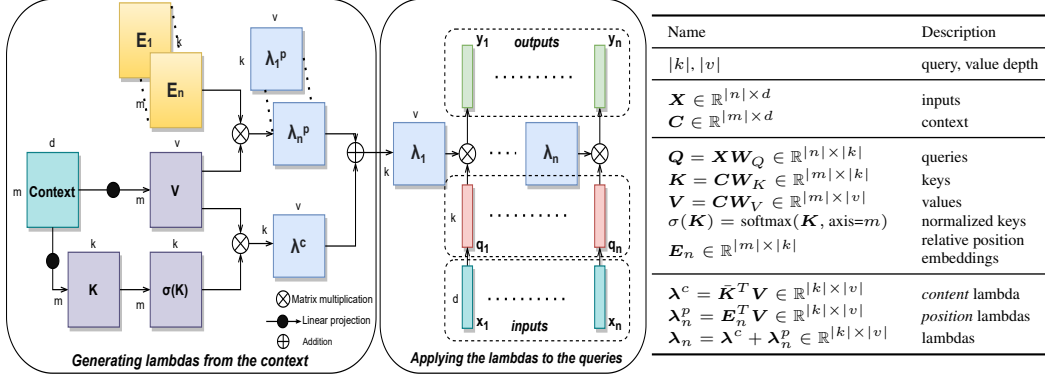 E₁
k
Eₙ
m
v
k
λ₁ᵖ
λₙᵖ
d
m
Context
v
m
V
v
k
λᶜ
k
m
K
k
m
σ(K)
Matrix multiplication
Linear projection
Addition
Generating lambdas from the context
y₁
outputs
yₙ
v
k
λ₁
λₙ
k
q₁
qₙ
d
x₁
inputs
xₙ
Applying the lambdas to the queries
Name Description
|k|, |v| query, value depth
X ∈ ℝ^{|n|×d} inputs
C ∈ ℝ^{|m|×d} context
Q = XW_Q ∈ ℝ^{|n|×|k|} queries
K = CW_K ∈ ℝ^{|m|×|k|} keys
V = CW_V ∈ ℝ^{|m|×|v|} values
σ(K) = softmax(K, axis=m) normalized keys
E_n ∈ ℝ^{|m|×|k|} relative position
embeddings
λ^c = K̄^T V ∈ ℝ^{|k|×|v|} content lambda
λ_n^p = E_n^T V ∈ ℝ^{|k|×|v|} position lambdas
λ_n = λ^c + λ_n^p ∈ ℝ^{|k|×|v|} lambdas